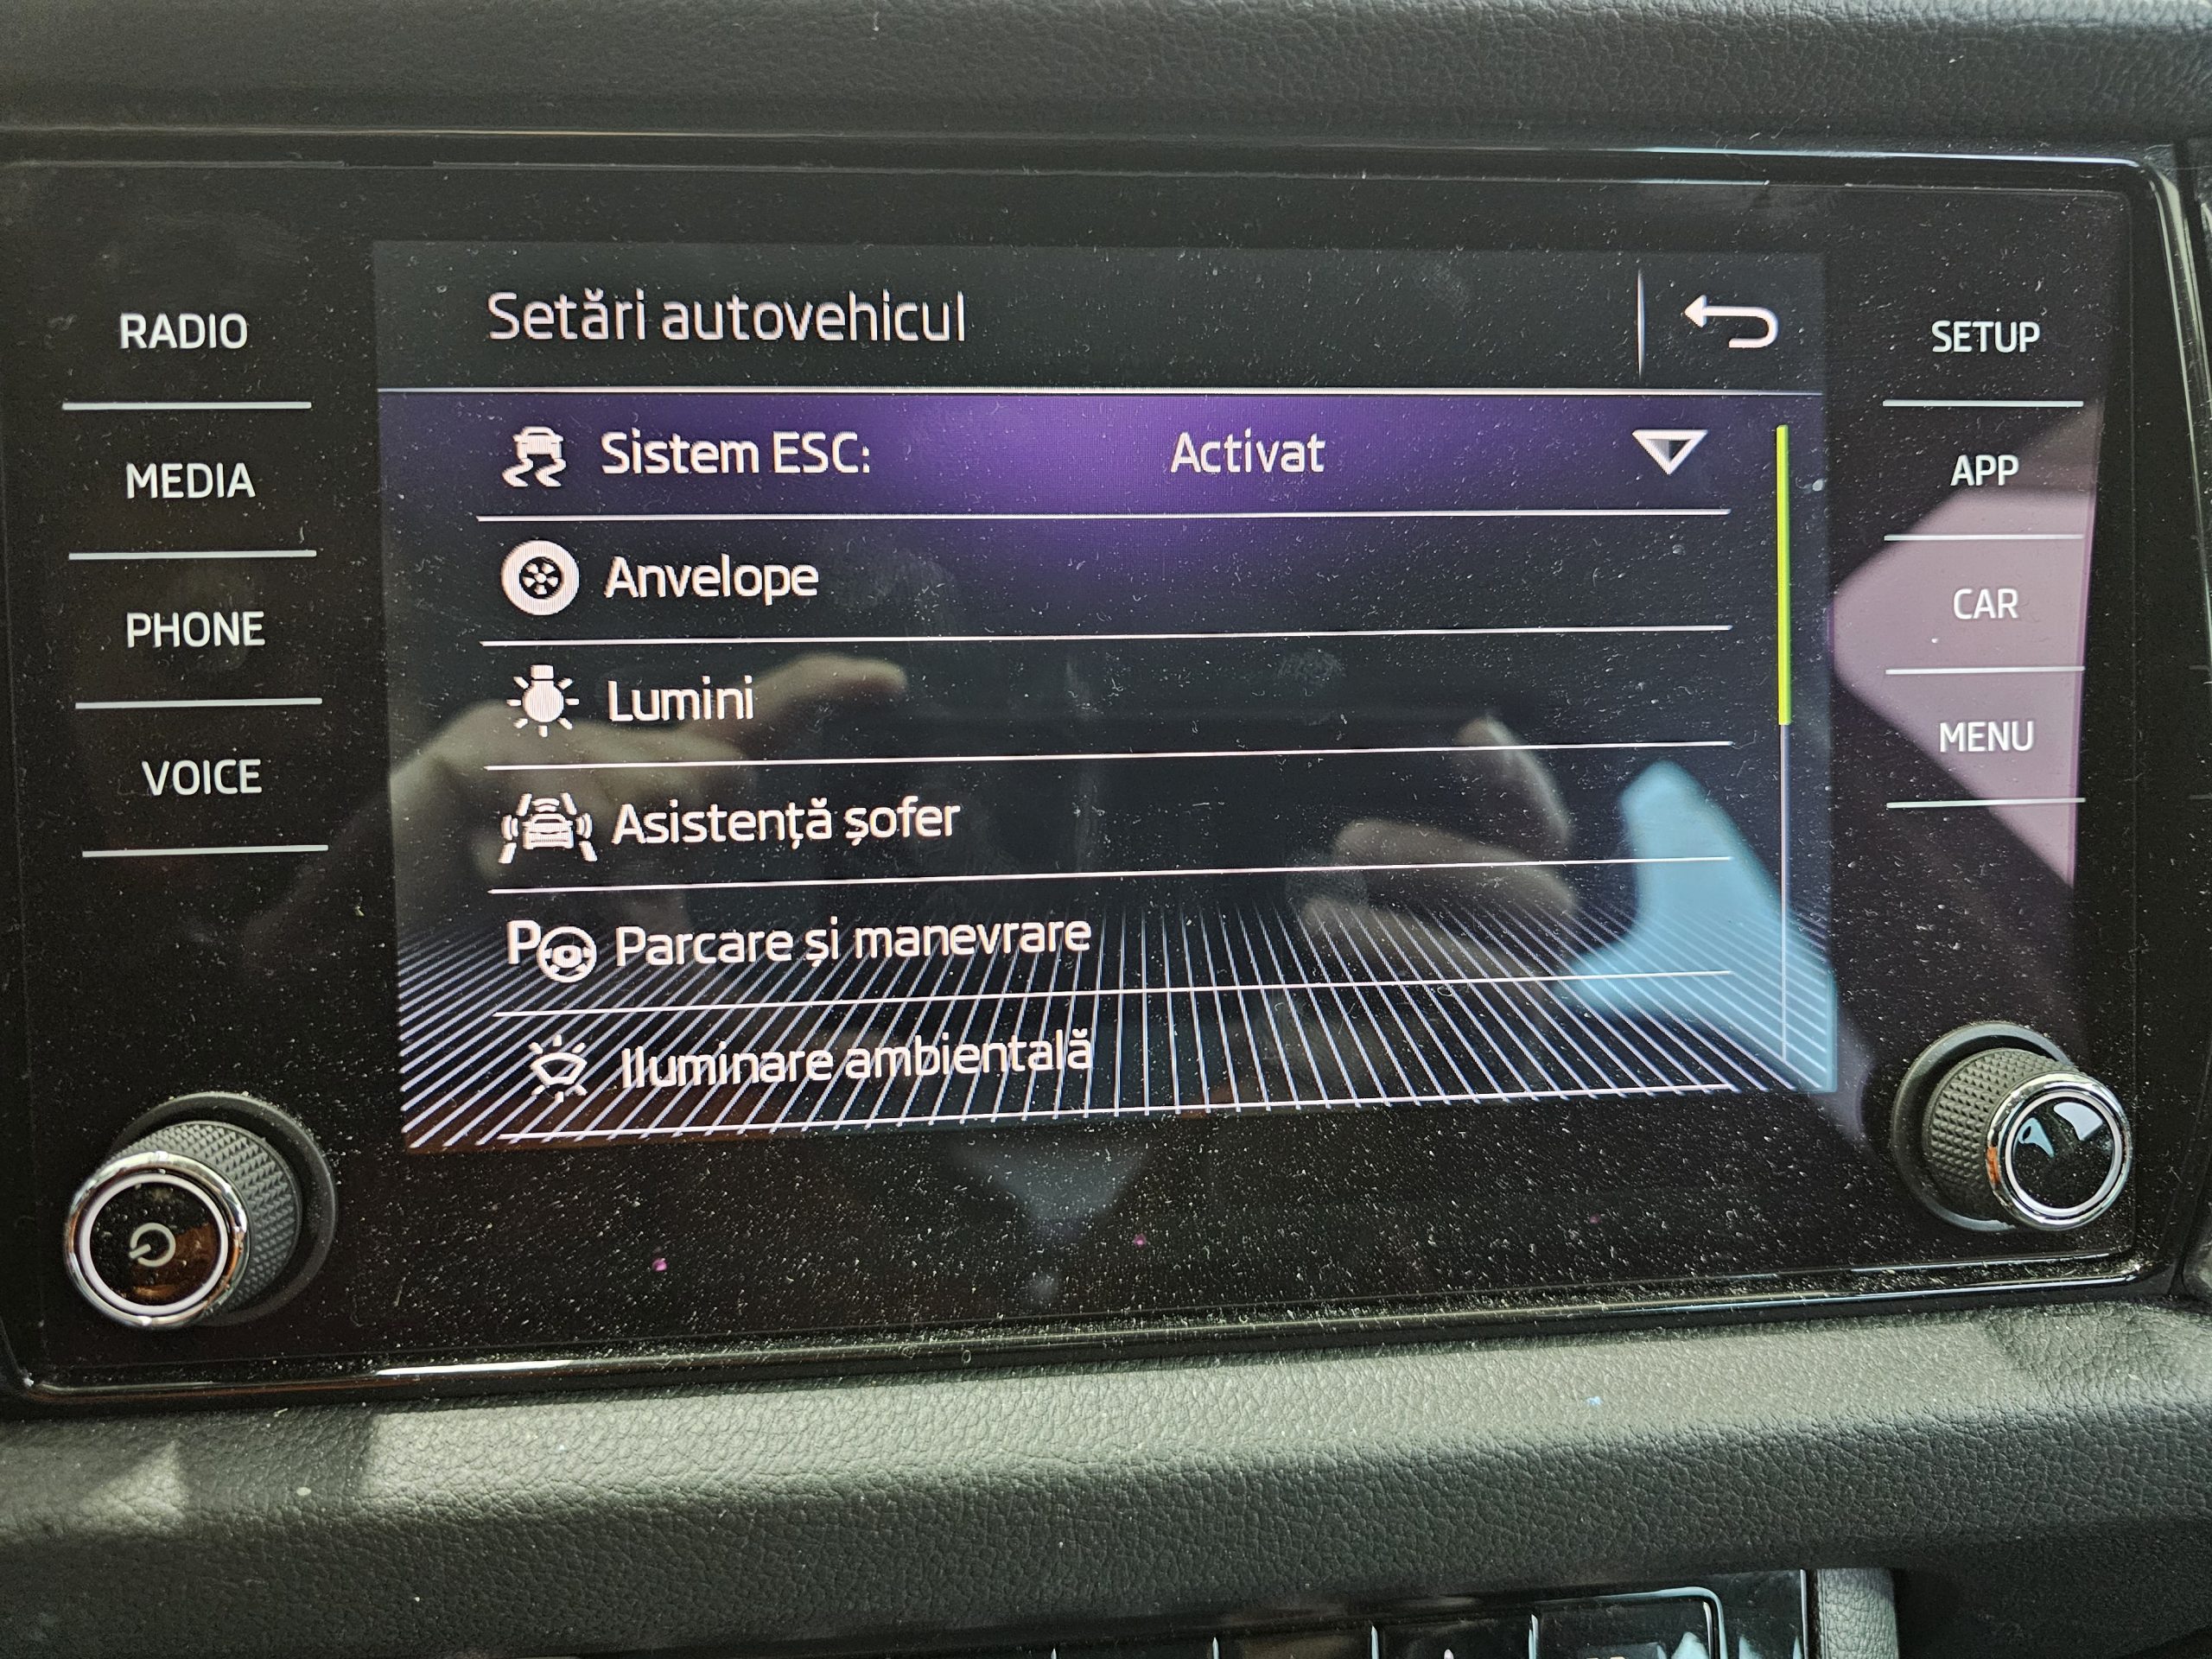 Setări autovehicul
Sistem ESC: Activat
Anvelope
Lumini
Asistență șofer
P Parcare și manevrare
Iluminare ambientală
RADIO
MEDIA
PHONE
VOICE
SETUP
APP
CAR
MENU